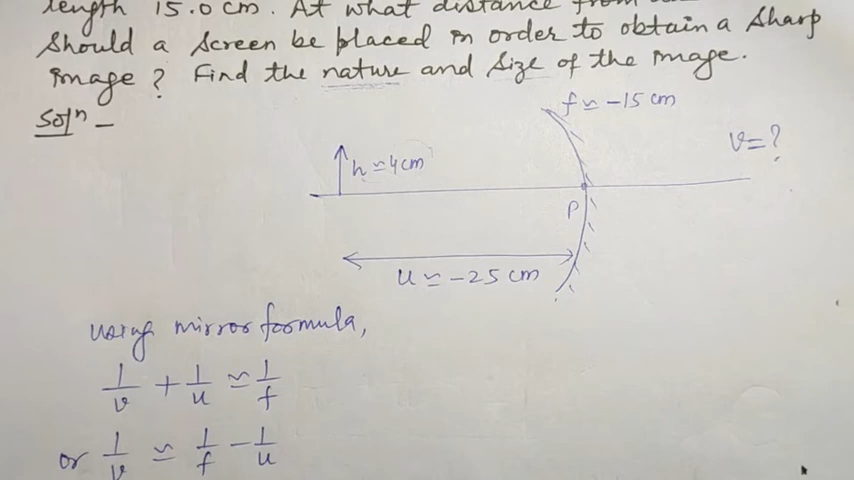 length 15.0 cm. At what distance from
should a screen be placed in order to obtain a sharp
image? Find the nature and size of the image.
Solⁿ -
f ≃ -15 cm
v = ?
h ≃ 4 cm
P
u ≃ -25 cm
using mirror formula,
1/v + 1/u ≃ 1/f
or 1/v ≃ 1/f - 1/u